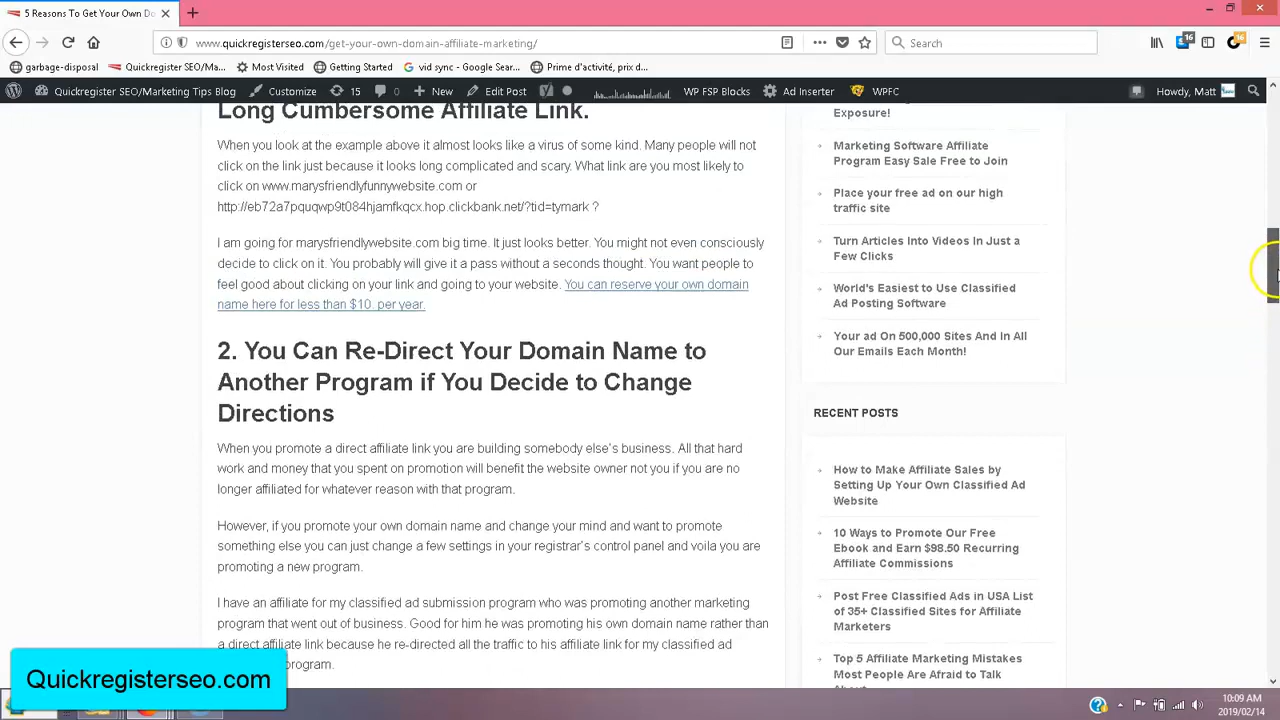 5 Reasons To Get Your Own Do
www.quickregisterseo.com/get-your-own-domain-affiliate-marketing/
Search
16
16
garbage-disposal
Quickregister SEO/Ma...
Most Visited
Getting Started
vid sync - Google Sear...
Prime d'activité, prix d...
Quickregister SEO/Marketing Tips Blog
Customize
15
0
New
Edit Post
WP FSP Blocks
Ad Inserter
WPFC
Howdy, Matt
Long Cumbersome Affiliate Link.
When you look at the example above it almost looks like a virus of some kind. Many people will not
click on the link just because it looks long complicated and scary. What link are you most likely to
click on www.marysfriendlyfunnywebsite.com or
http://eb72a7pquqwp9t084hjamfkqcx.hop.clickbank.net/?tid=tymark ?
I am going for marysfriendlywebsite.com big time. It just looks better. You might not even consciously
decide to click on it. You probably will give it a pass without a seconds thought. You want people to
feel good about clicking on your link and going to your website. You can reserve your own domain
name here for less than $10. per year.
2. You Can Re-Direct Your Domain Name to
Another Program if You Decide to Change
Directions
When you promote a direct affiliate link you are building somebody else's business. All that hard
work and money that you spent on promotion will benefit the website owner not you if you are no
longer affiliated for whatever reason with that program.
However, if you promote your own domain name and change your mind and want to promote
something else you can just change a few settings in your registrar's control panel and voila you are
promoting a new program.
I have an affiliate for my classified ad submission program who was promoting another marketing
program that went out of business. Good for him he was promoting his own domain name rather than
a direct affiliate link because he re-directed all the traffic to his affiliate link for my classified ad
program.
Exposure!
Marketing Software Affiliate
Program Easy Sale Free to Join
Place your free ad on our high
traffic site
Turn Articles Into Videos In Just a
Few Clicks
World's Easiest to Use Classified
Ad Posting Software
Your ad On 500,000 Sites And In All
Our Emails Each Month!
RECENT POSTS
How to Make Affiliate Sales by
Setting Up Your Own Classified Ad
Website
10 Ways to Promote Our Free
Ebook and Earn $98.50 Recurring
Affiliate Commissions
Post Free Classified Ads in USA List
of 35+ Classified Sites for Affiliate
Marketers
Top 5 Affiliate Marketing Mistakes
Most People Are Afraid to Talk
Quickregisterseo.com
10:09 AM
2019/02/14